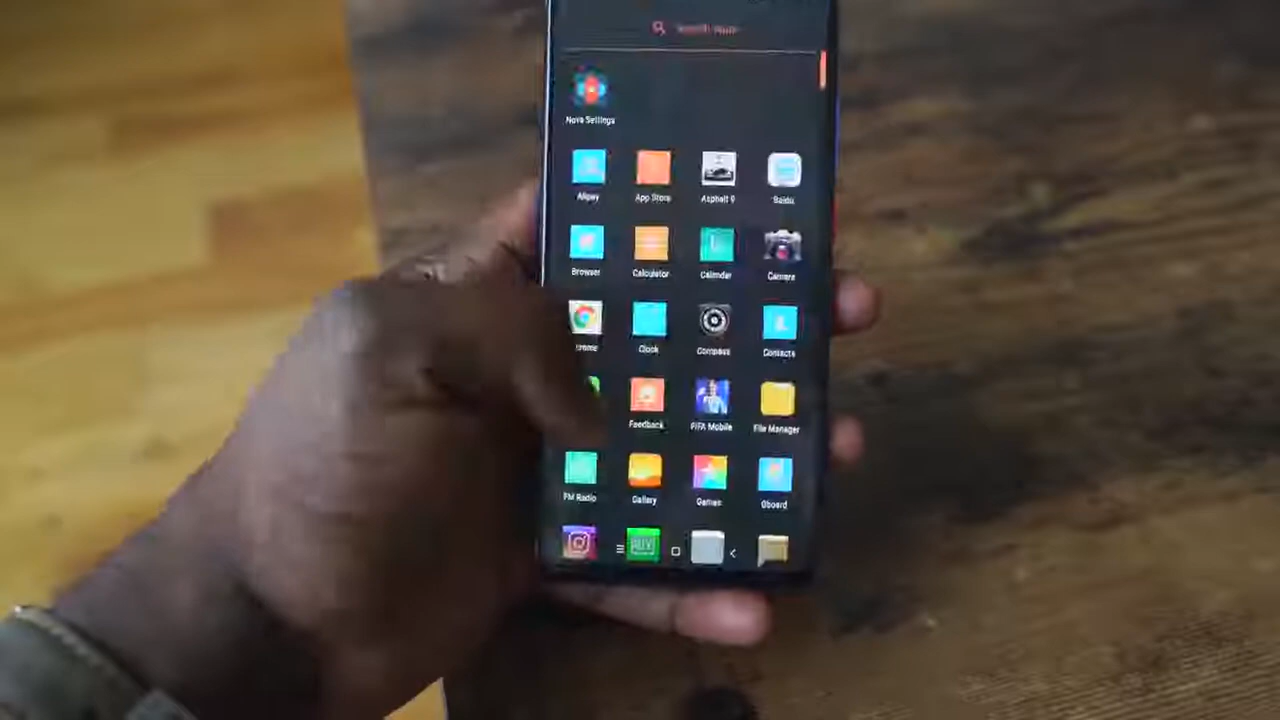 Nova Settings
Alipay App Store Asphalt 9 Baidu
Browser Calculator Calendar Camera
Clock Compass Contacts
Feedback FIFA Mobile File Manager
FM Radio Gallery Games Gboard